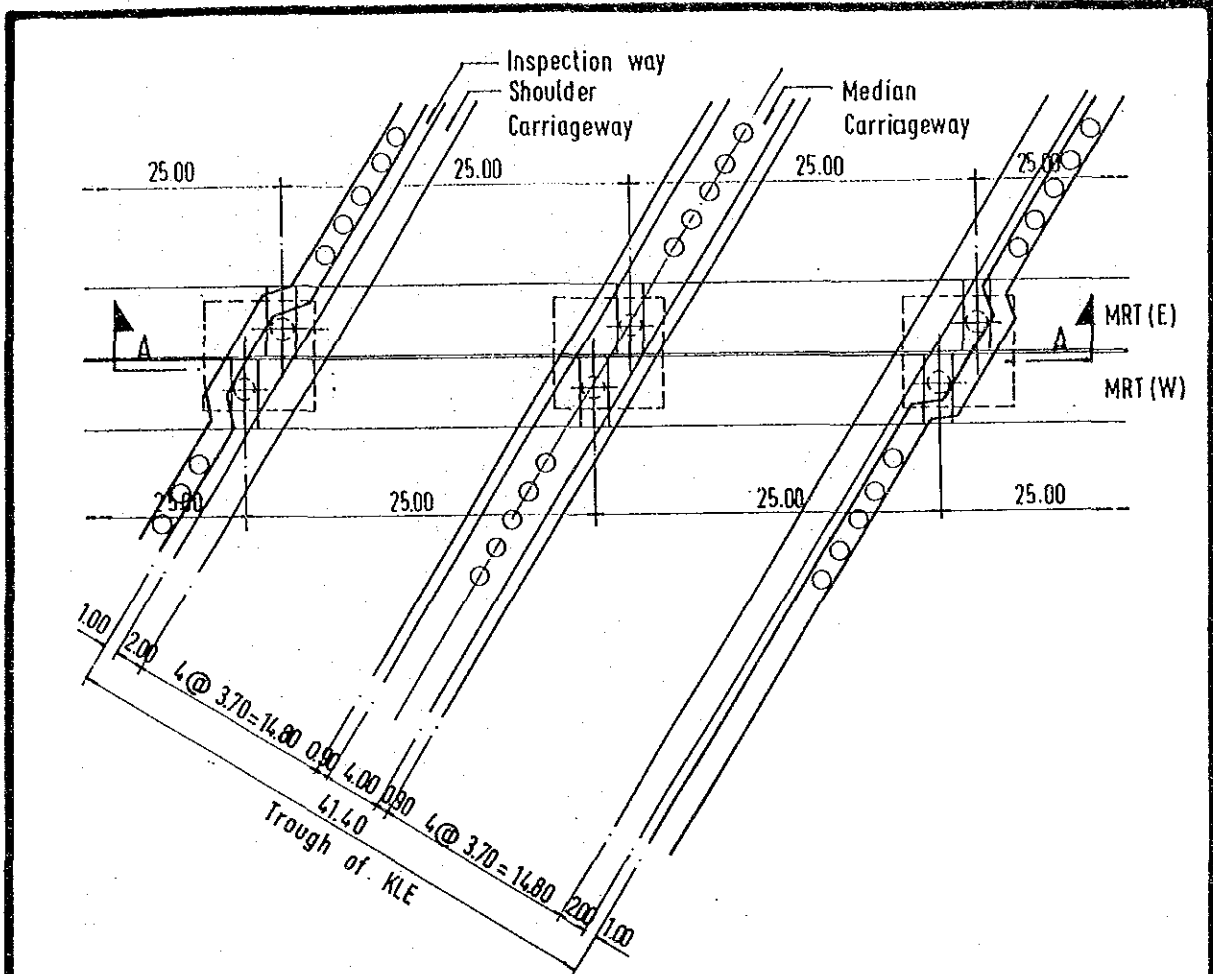 Inspection way
Shoulder
Carriageway
Median
Carriageway
25.00
25.00
25.00
25.00
MRT (E)
A
A
MRT (W)
25.00
25.00
25.00
25.00
1.00
2.00
4@ 3.70=14.80
0.90
4.00
0.90
4@ 3.70=14.80
2.00
1.00
41.40
Trough of KLE